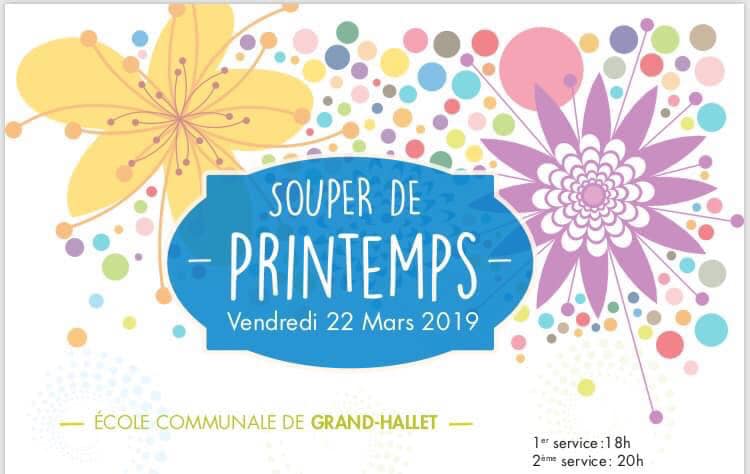 SOUPER DE
- PRINTEMPS -
Vendredi 22 Mars 2019
— ÉCOLE COMMUNALE DE GRAND-HALLET —
1er service : 18h
2ème service : 20h